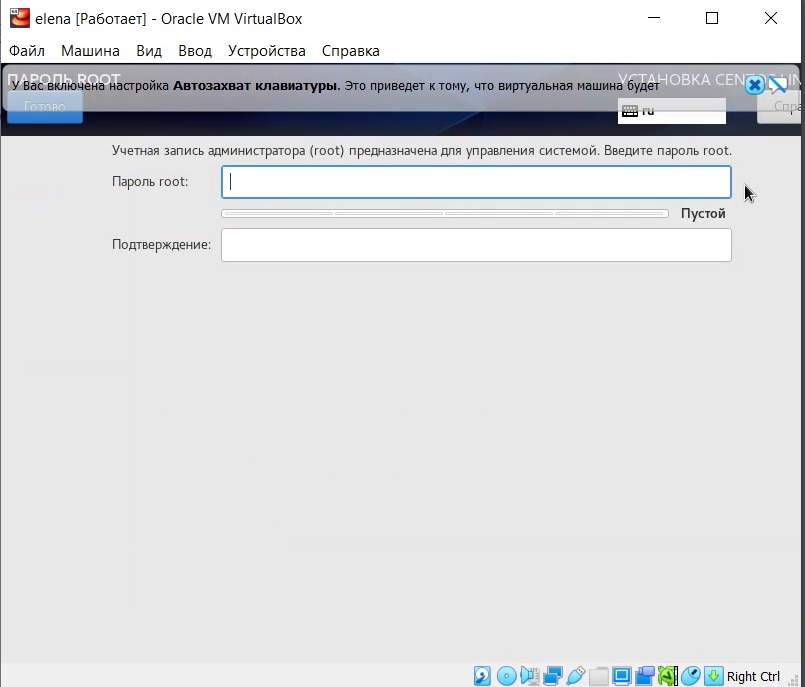 elena [Работает] - Oracle VM VirtualBox
Файл Машина Вид Ввод Устройства Справка
ПАРОЛЬ ROOT
У Вас включена настройка Автозахват клавиатуры. Это приведет к тому, что виртуальная машина будет
УСТАНОВКА CENTOS LIN
Готово
ru
Спра
Учетная запись администратора (root) предназначена для управления системой. Введите пароль root.
Пароль root:
Пустой
Подтверждение:
Right Ctrl